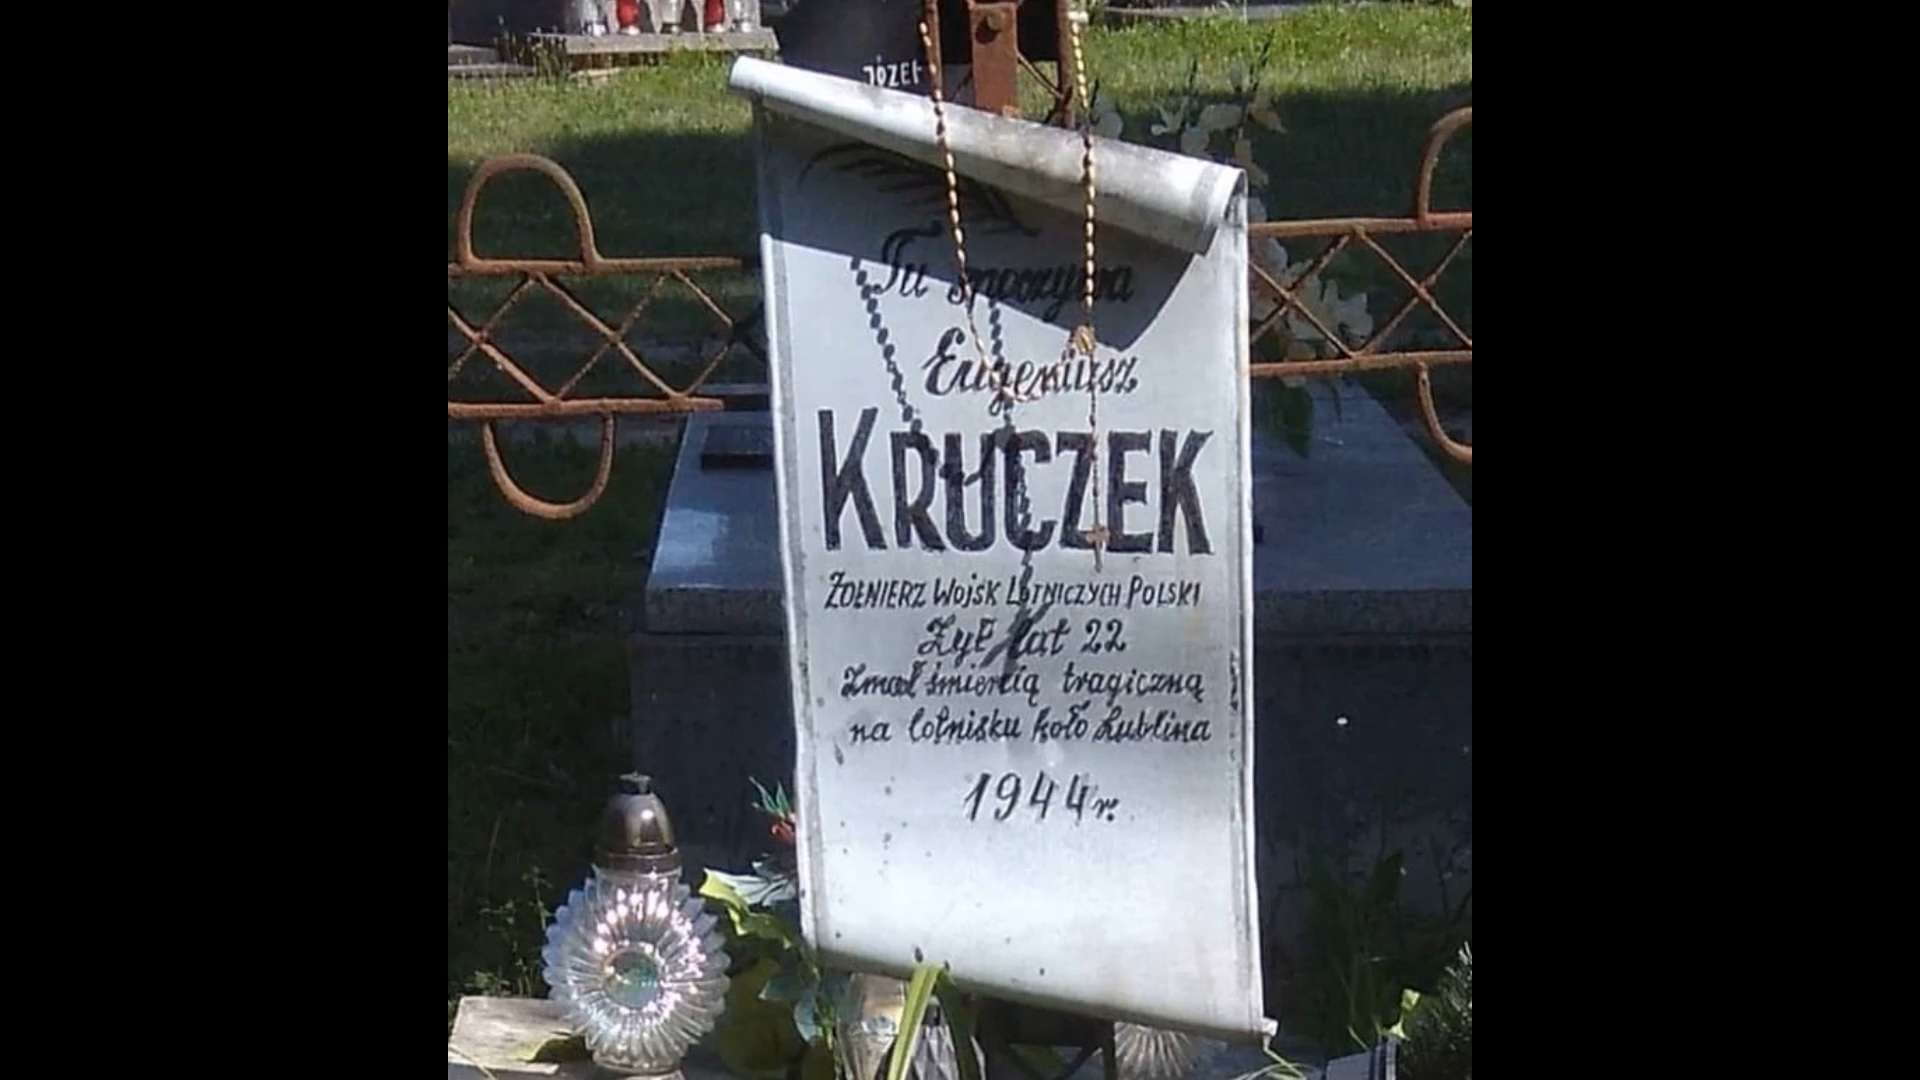 JÓZEF
Tu spoczywa
Eugeniusz
KRUCZEK
ŻOŁNIERZ WOJSK LOTNICZYCH POLSKI
Żył lat 22
Zmarł śmiercią tragiczną
na lotnisku koło Lublina
1944 r.